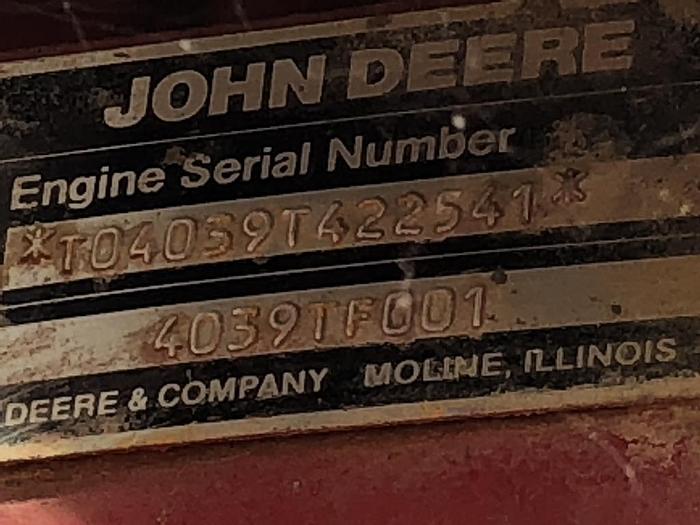 JOHN DEERE
Engine Serial Number
*T04039T422541*
4039TF001
DEERE & COMPANY MOLINE, ILLINOIS